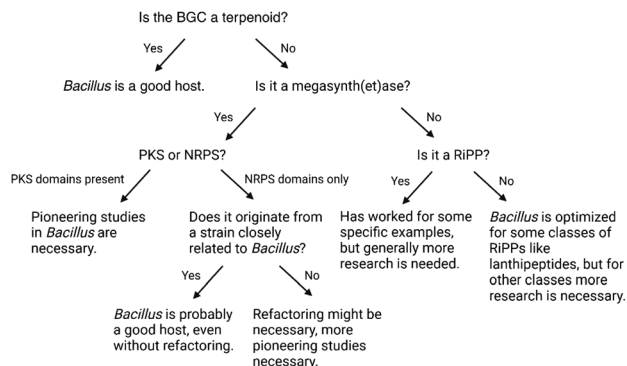 Is the BGC a terpenoid?
Yes
No
Bacillus is a good host.
Is it a megasynth(et)ase?
Yes
No
PKS or NRPS?
Is it a RiPP?
PKS domains present
NRPS domains only
Yes
No
Pioneering studies
in Bacillus are
necessary.
Does it originate from
a strain closely
related to Bacillus?
Has worked for some
specific examples,
but generally more
research is needed.
Bacillus is optimized
for some classes of
RiPPs like
lanthipeptides, but for
other classes more
research is necessary.
Yes
No
Bacillus is probably
a good host, even
without refactoring.
Refactoring might be
necessary, more
pioneering studies
necessary.